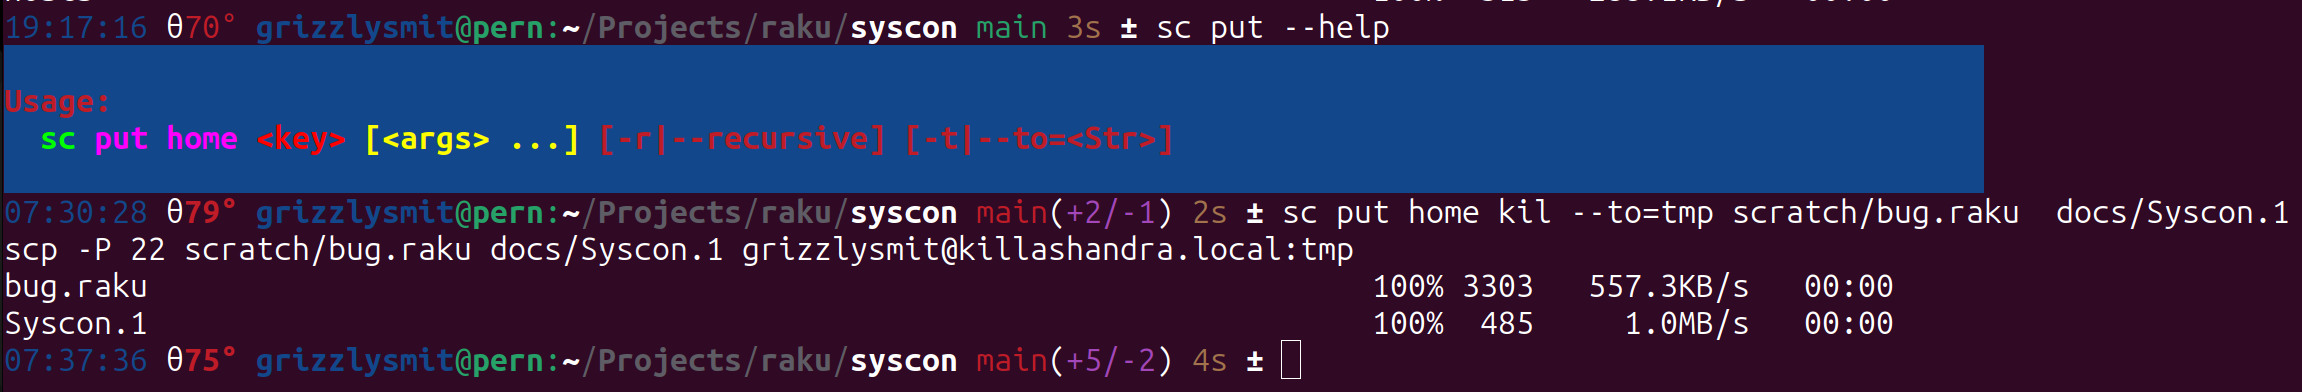 19:17:16 θ70° grizzlysmit@pern:~/Projects/raku/syscon main 3s ± sc put --help
Usage:
  sc put home <key> [<args> ...] [-r|--recursive] [-t|--to=<Str>]
07:30:28 θ79° grizzlysmit@pern:~/Projects/raku/syscon main(+2/-1) 2s ± sc put home kil --to=tmp scratch/bug.raku  docs/Syscon.1
scp -P 22 scratch/bug.raku docs/Syscon.1 grizzlysmit@killashandra.local:tmp
bug.raku                                                                    100% 3303   557.3KB/s   00:00
Syscon.1                                                                    100%  485     1.0MB/s   00:00
07:37:36 θ75° grizzlysmit@pern:~/Projects/raku/syscon main(+5/-2) 4s ±